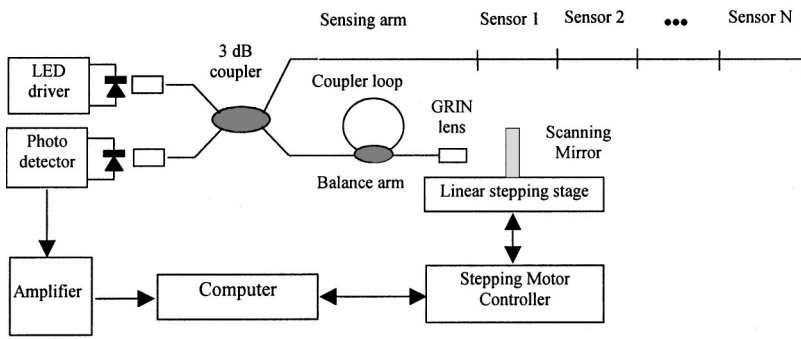 Sensing arm
Sensor 1
Sensor 2
•••
Sensor N
3 dB
coupler
LED
driver
Coupler loop
GRIN
lens
Photo
detector
Scanning
Mirror
Balance arm
Linear stepping stage
Amplifier
Computer
Stepping Motor
Controller